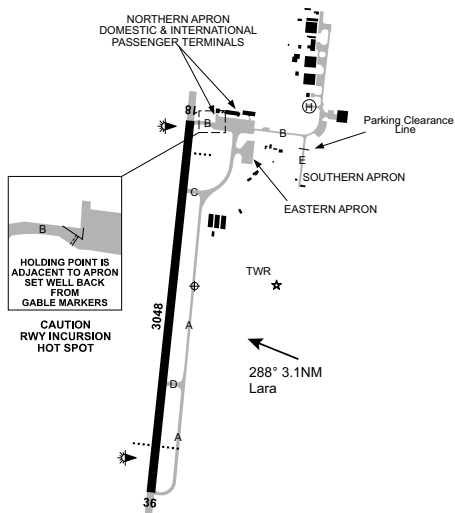 NORTHERN APRON
DOMESTIC & INTERNATIONAL
PASSENGER TERMINALS
18
B
H
B
Parking Clearance
Line
E
SOUTHERN APRON
C
EASTERN APRON
B
HOLDING POINT IS
ADJACENT TO APRON
SET WELL BACK
FROM
GABLE MARKERS
CAUTION
RWY INCURSION
HOT SPOT
TWR
3048
A
288° 3.1NM
Lara
D
A
36